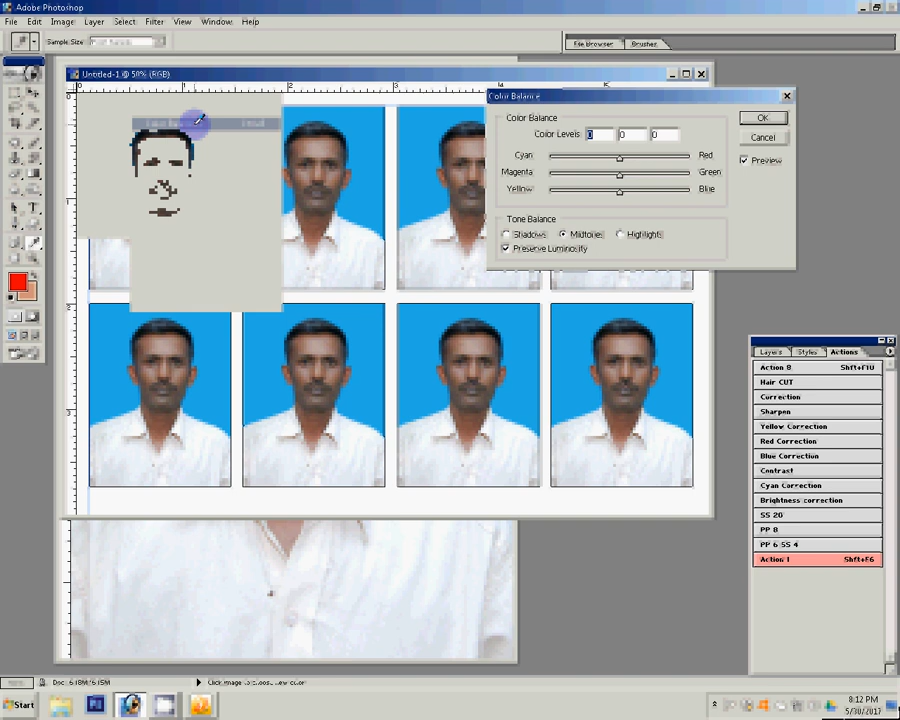 Adobe Photoshop
File Edit Image Layer Select Filter View Window Help
Sample Size
File Browser Brushes
Untitled-1 @ 50% (RGB)
Color Balance
Color Balance
Color Levels 0 0 0
OK
Cancel
Preview
Cyan Red
Magenta Green
Yellow Blue
Tone Balance
Shadows Midtones Highlights
Preserve Luminosity
Layers Styles Actions
Action 8 Shft+F10
Hair CUT
Correction
Sharpen
Yellow Correction
Red Correction
Blue Correction
Contrast
Cyan Correction
Brightness correction
SS 20
PP 8
PP 6 SS 4
Action 1 Shft+F6
Start
8:12 PM
5/30/2017